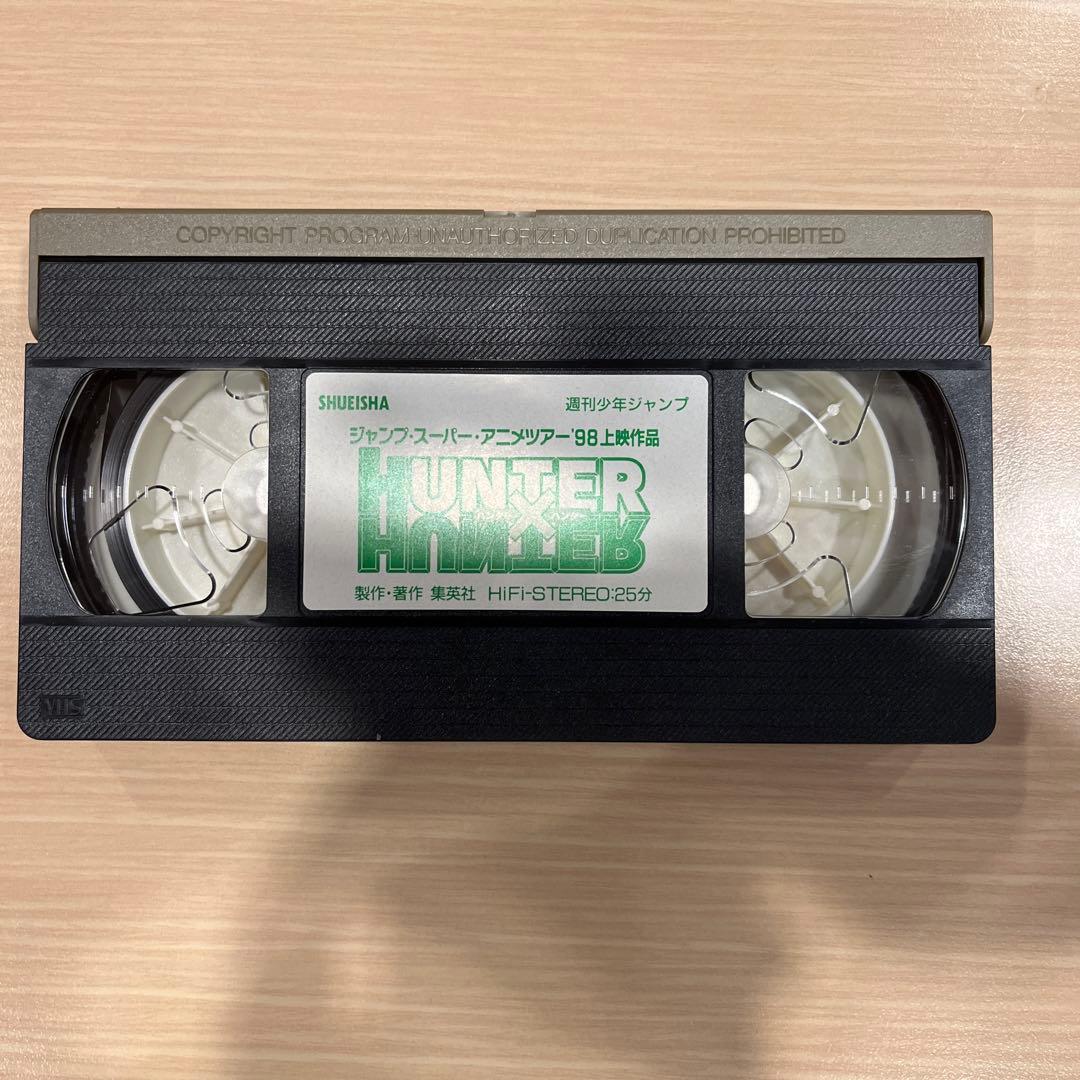 COPYRIGHT PROGRAM:UNAUTHORIZED DUPLICATION PROHIBITED
SHUEISHA 週刊少年ジャンプ
ジャンプ・スーパー・アニメツアー'98上映作品
HUNTER
×
HUNTER
製作・著作 集英社 HiFi-STEREO:25分
VHS